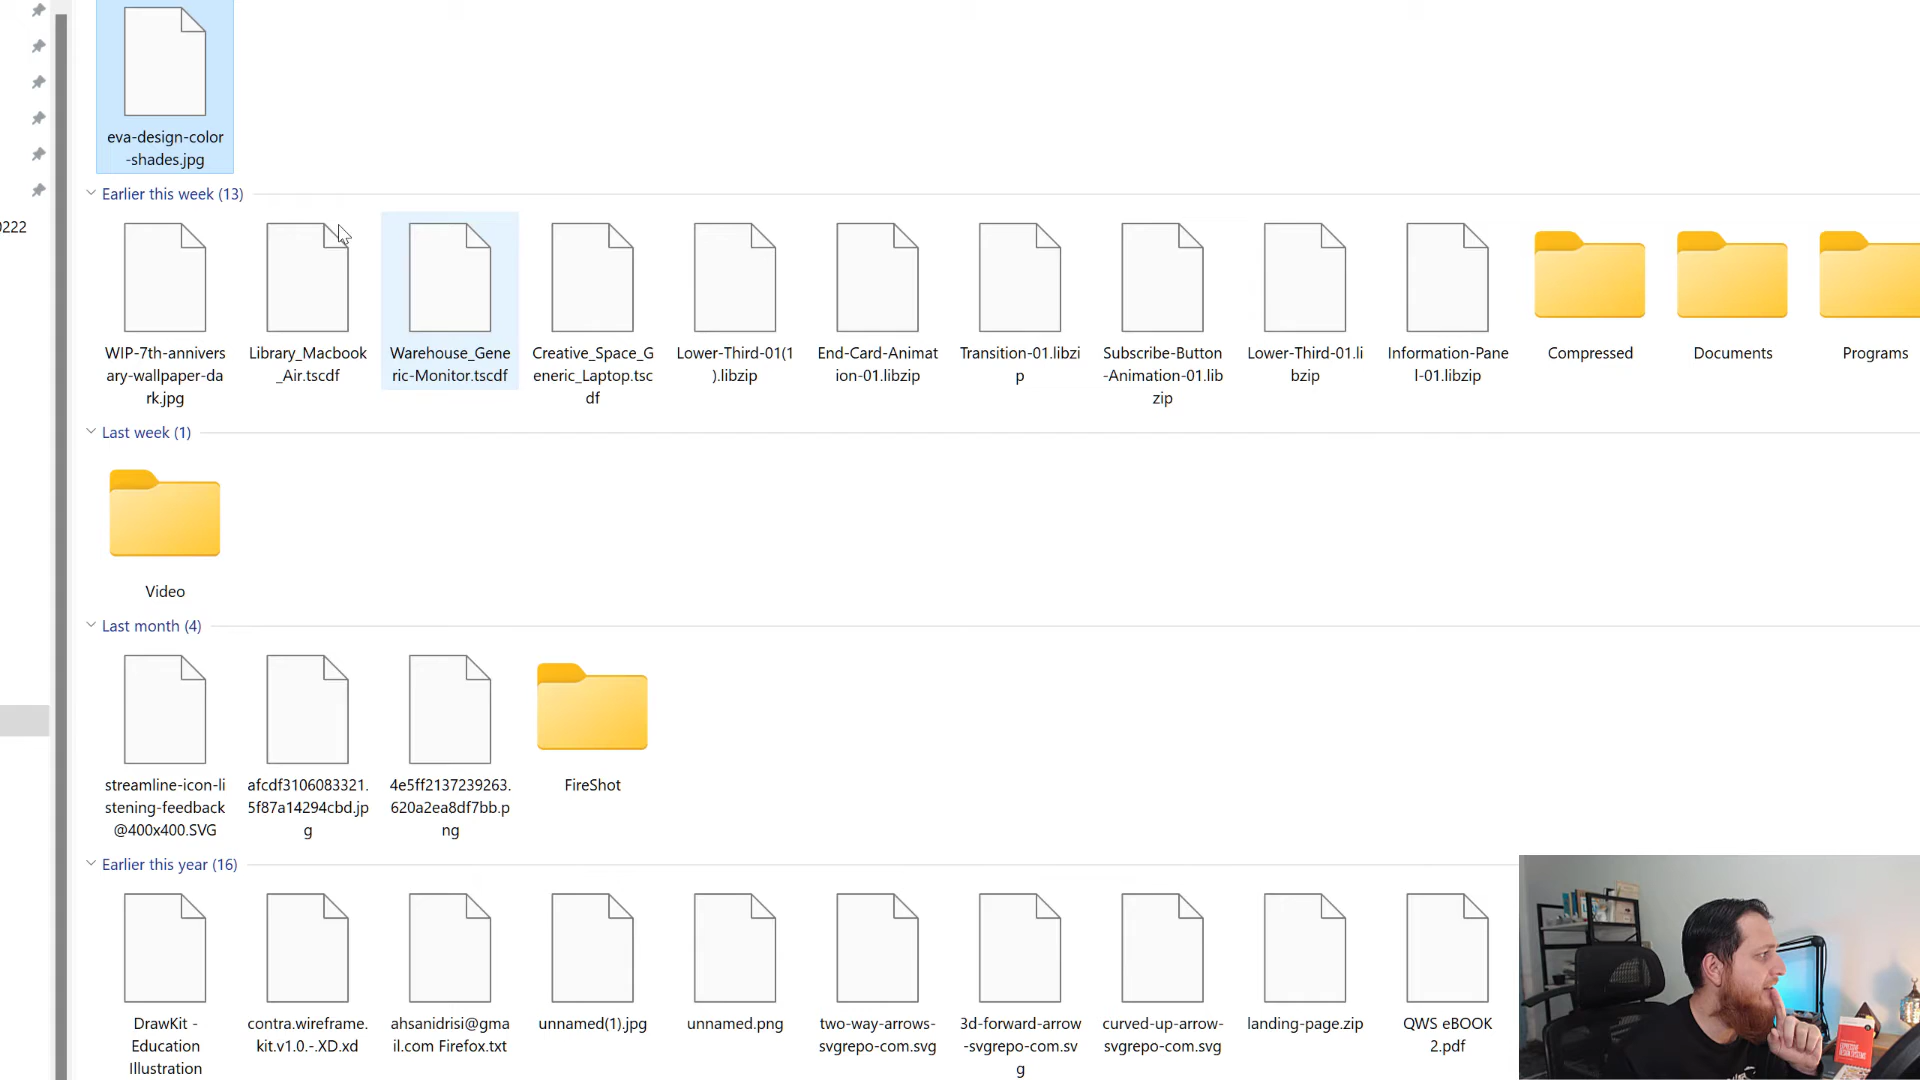 eva-design-color
-shades.jpg
Earlier this week (13)
0222
WIP-7th-annivers
ary-wallpaper-da
rk.jpg
Library_Macbook
_Air.tscdf
Warehouse_Gene
ric-Monitor.tscdf
Creative_Space_G
eneric_Laptop.tsc
df
Lower-Third-01(1
).libzip
End-Card-Animat
ion-01.libzip
Transition-01.libzi
p
Subscribe-Button
-Animation-01.lib
zip
Lower-Third-01.li
bzip
Information-Pane
l-01.libzip
Compressed
Documents
Programs
Last week (1)
Video
Last month (4)
streamline-icon-li
stening-feedback
@400x400.SVG
afcdf3106083321.
5f87a14294cbd.jp
g
4e5ff2137239263.
620a2ea8df7bb.p
ng
FireShot
Earlier this year (16)
DrawKit -
Education
Illustration
contra.wireframe.
kit.v1.0.-.XD.xd
ahsanidrisi@gma
il.com Firefox.txt
unnamed(1).jpg
unnamed.png
two-way-arrows-
svgrepo-com.svg
3d-forward-arrow
-svgrepo-com.sv
g
curved-up-arrow-
svgrepo-com.svg
landing-page.zip
QWS eBOOK
2.pdf